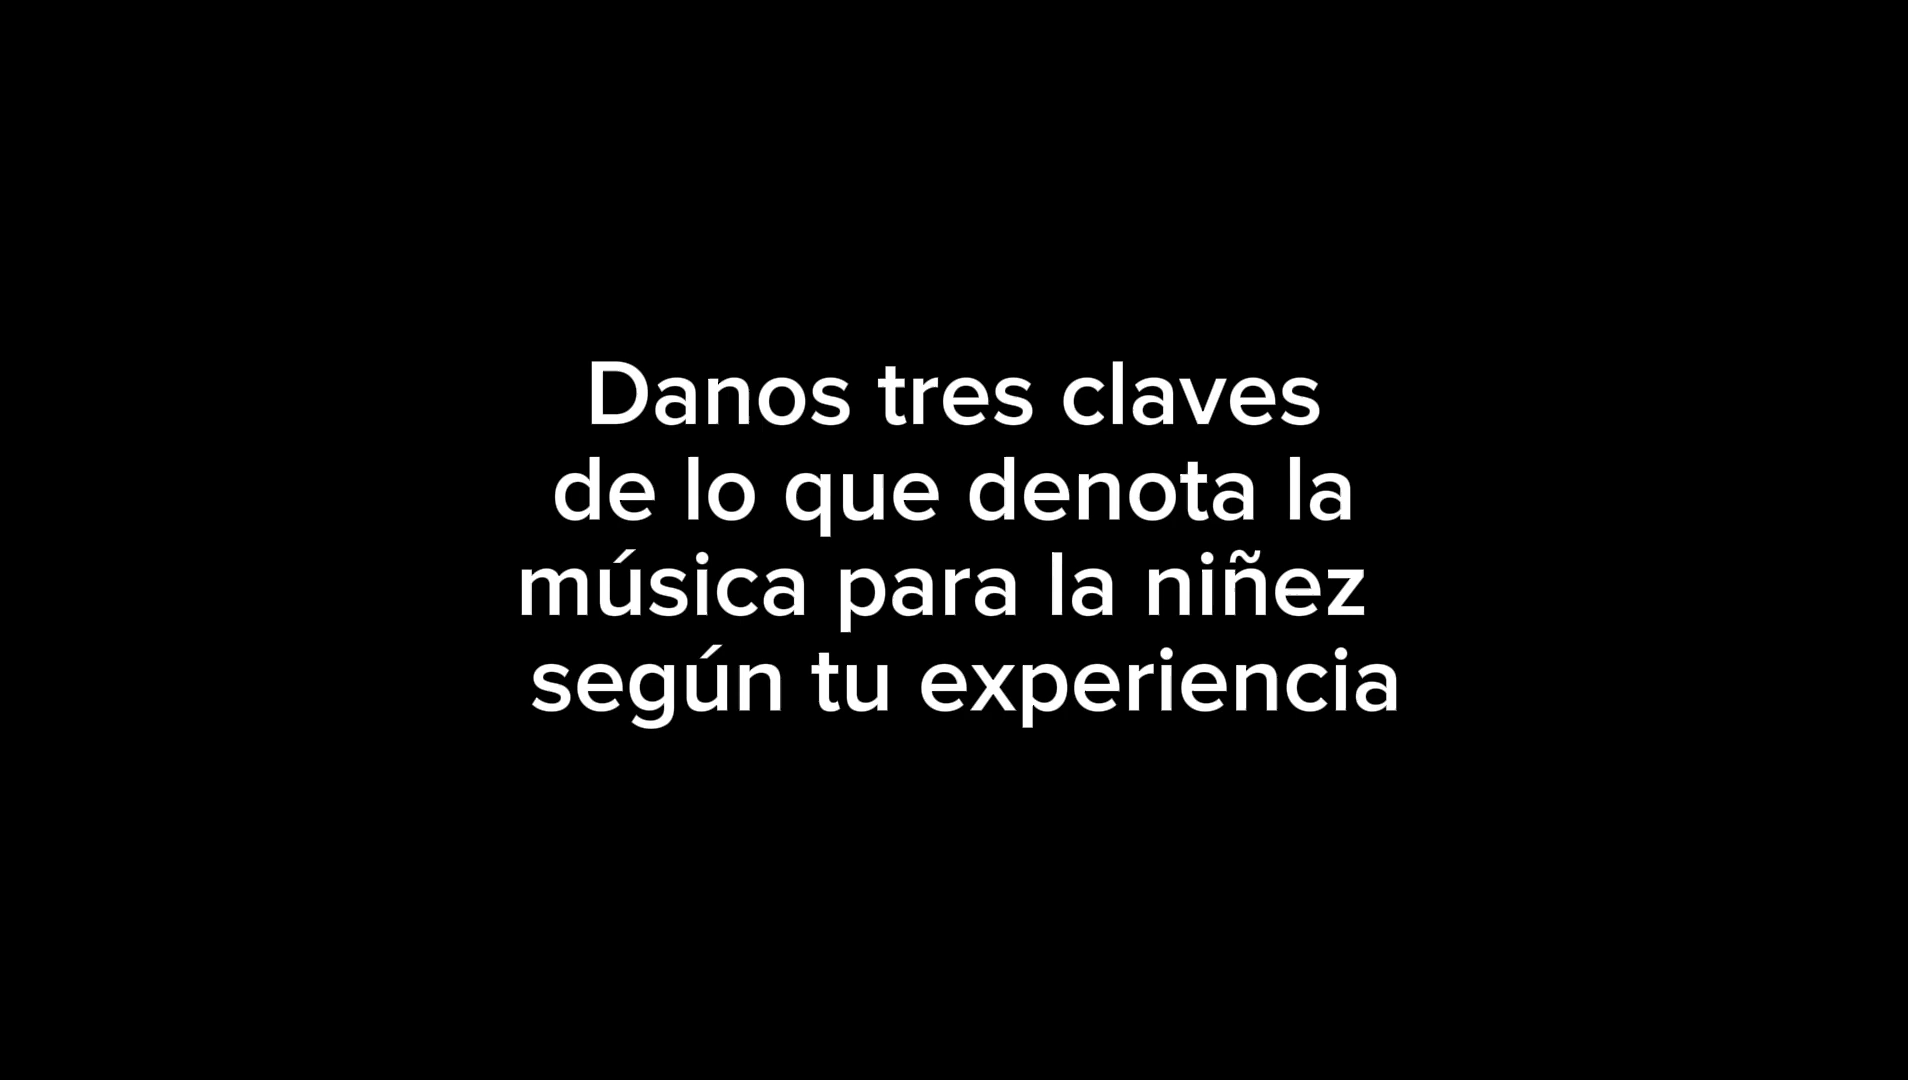 Danos tres claves
de lo que denota la
música para la niñez
según tu experiencia